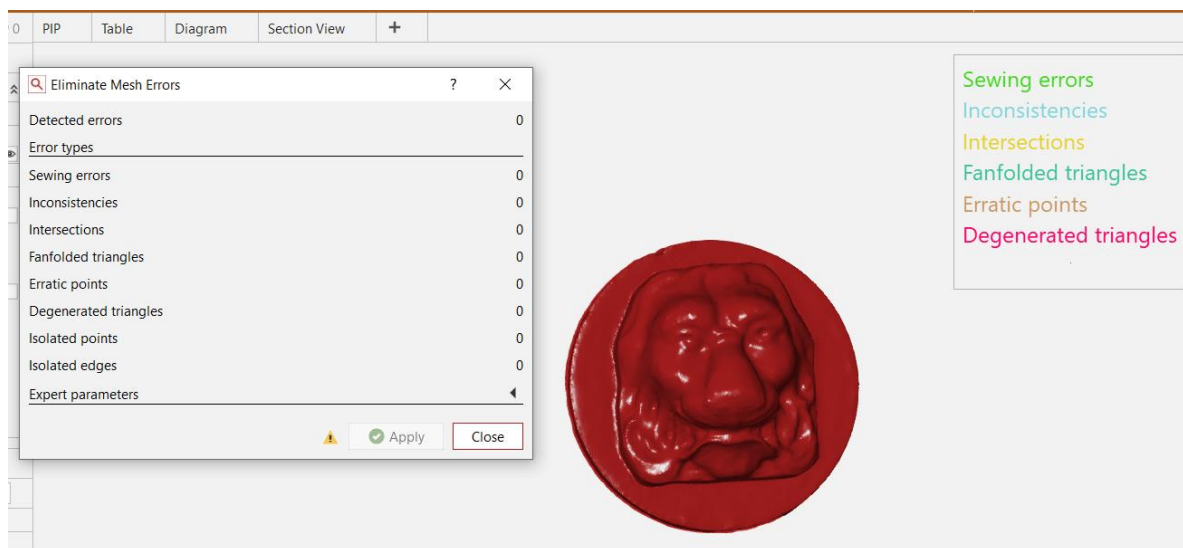 0 PIP Table Diagram Section View +
Eliminate Mesh Errors ?
Detected errors 0
Error types
Sewing errors 0
Inconsistencies 0
Intersections 0
Fanfolded triangles 0
Erratic points 0
Degenerated triangles 0
Isolated points 0
Isolated edges 0
Expert parameters
Apply Close
Sewing errors
Inconsistencies
Intersections
Fanfolded triangles
Erratic points
Degenerated triangles